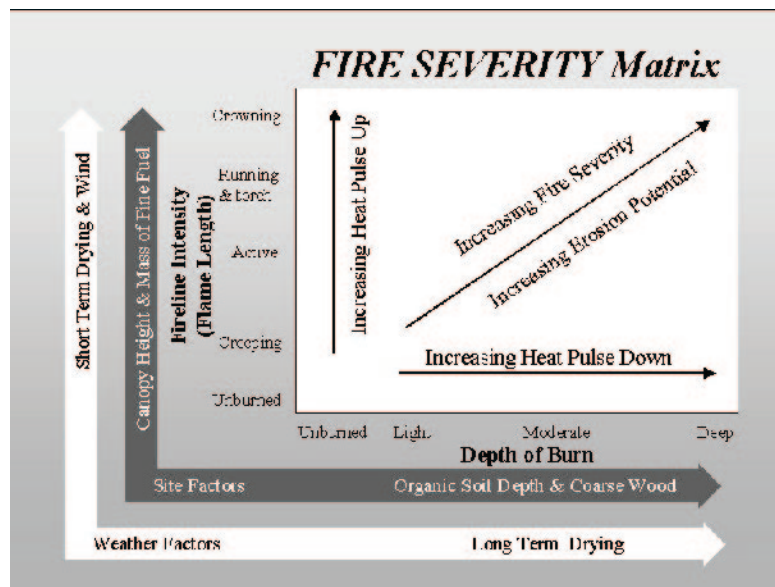 FIRE SEVERITY Matrix
Short Term Drying & Wind
Canopy Height & Mass of Fine Fuel
Fireline Intensity
(Flame Length)
Crowning
Running
& torch
Active
Creeping
Unburned
Increasing Heat Pulse Up
Increasing Fire Severity
Increasing Erosion Potential
Increasing Heat Pulse Down
Unburned
Light
Moderate
Deep
Depth of Burn
Site Factors
Organic Soil Depth & Coarse Wood
Weather Factors
Long Term Drying